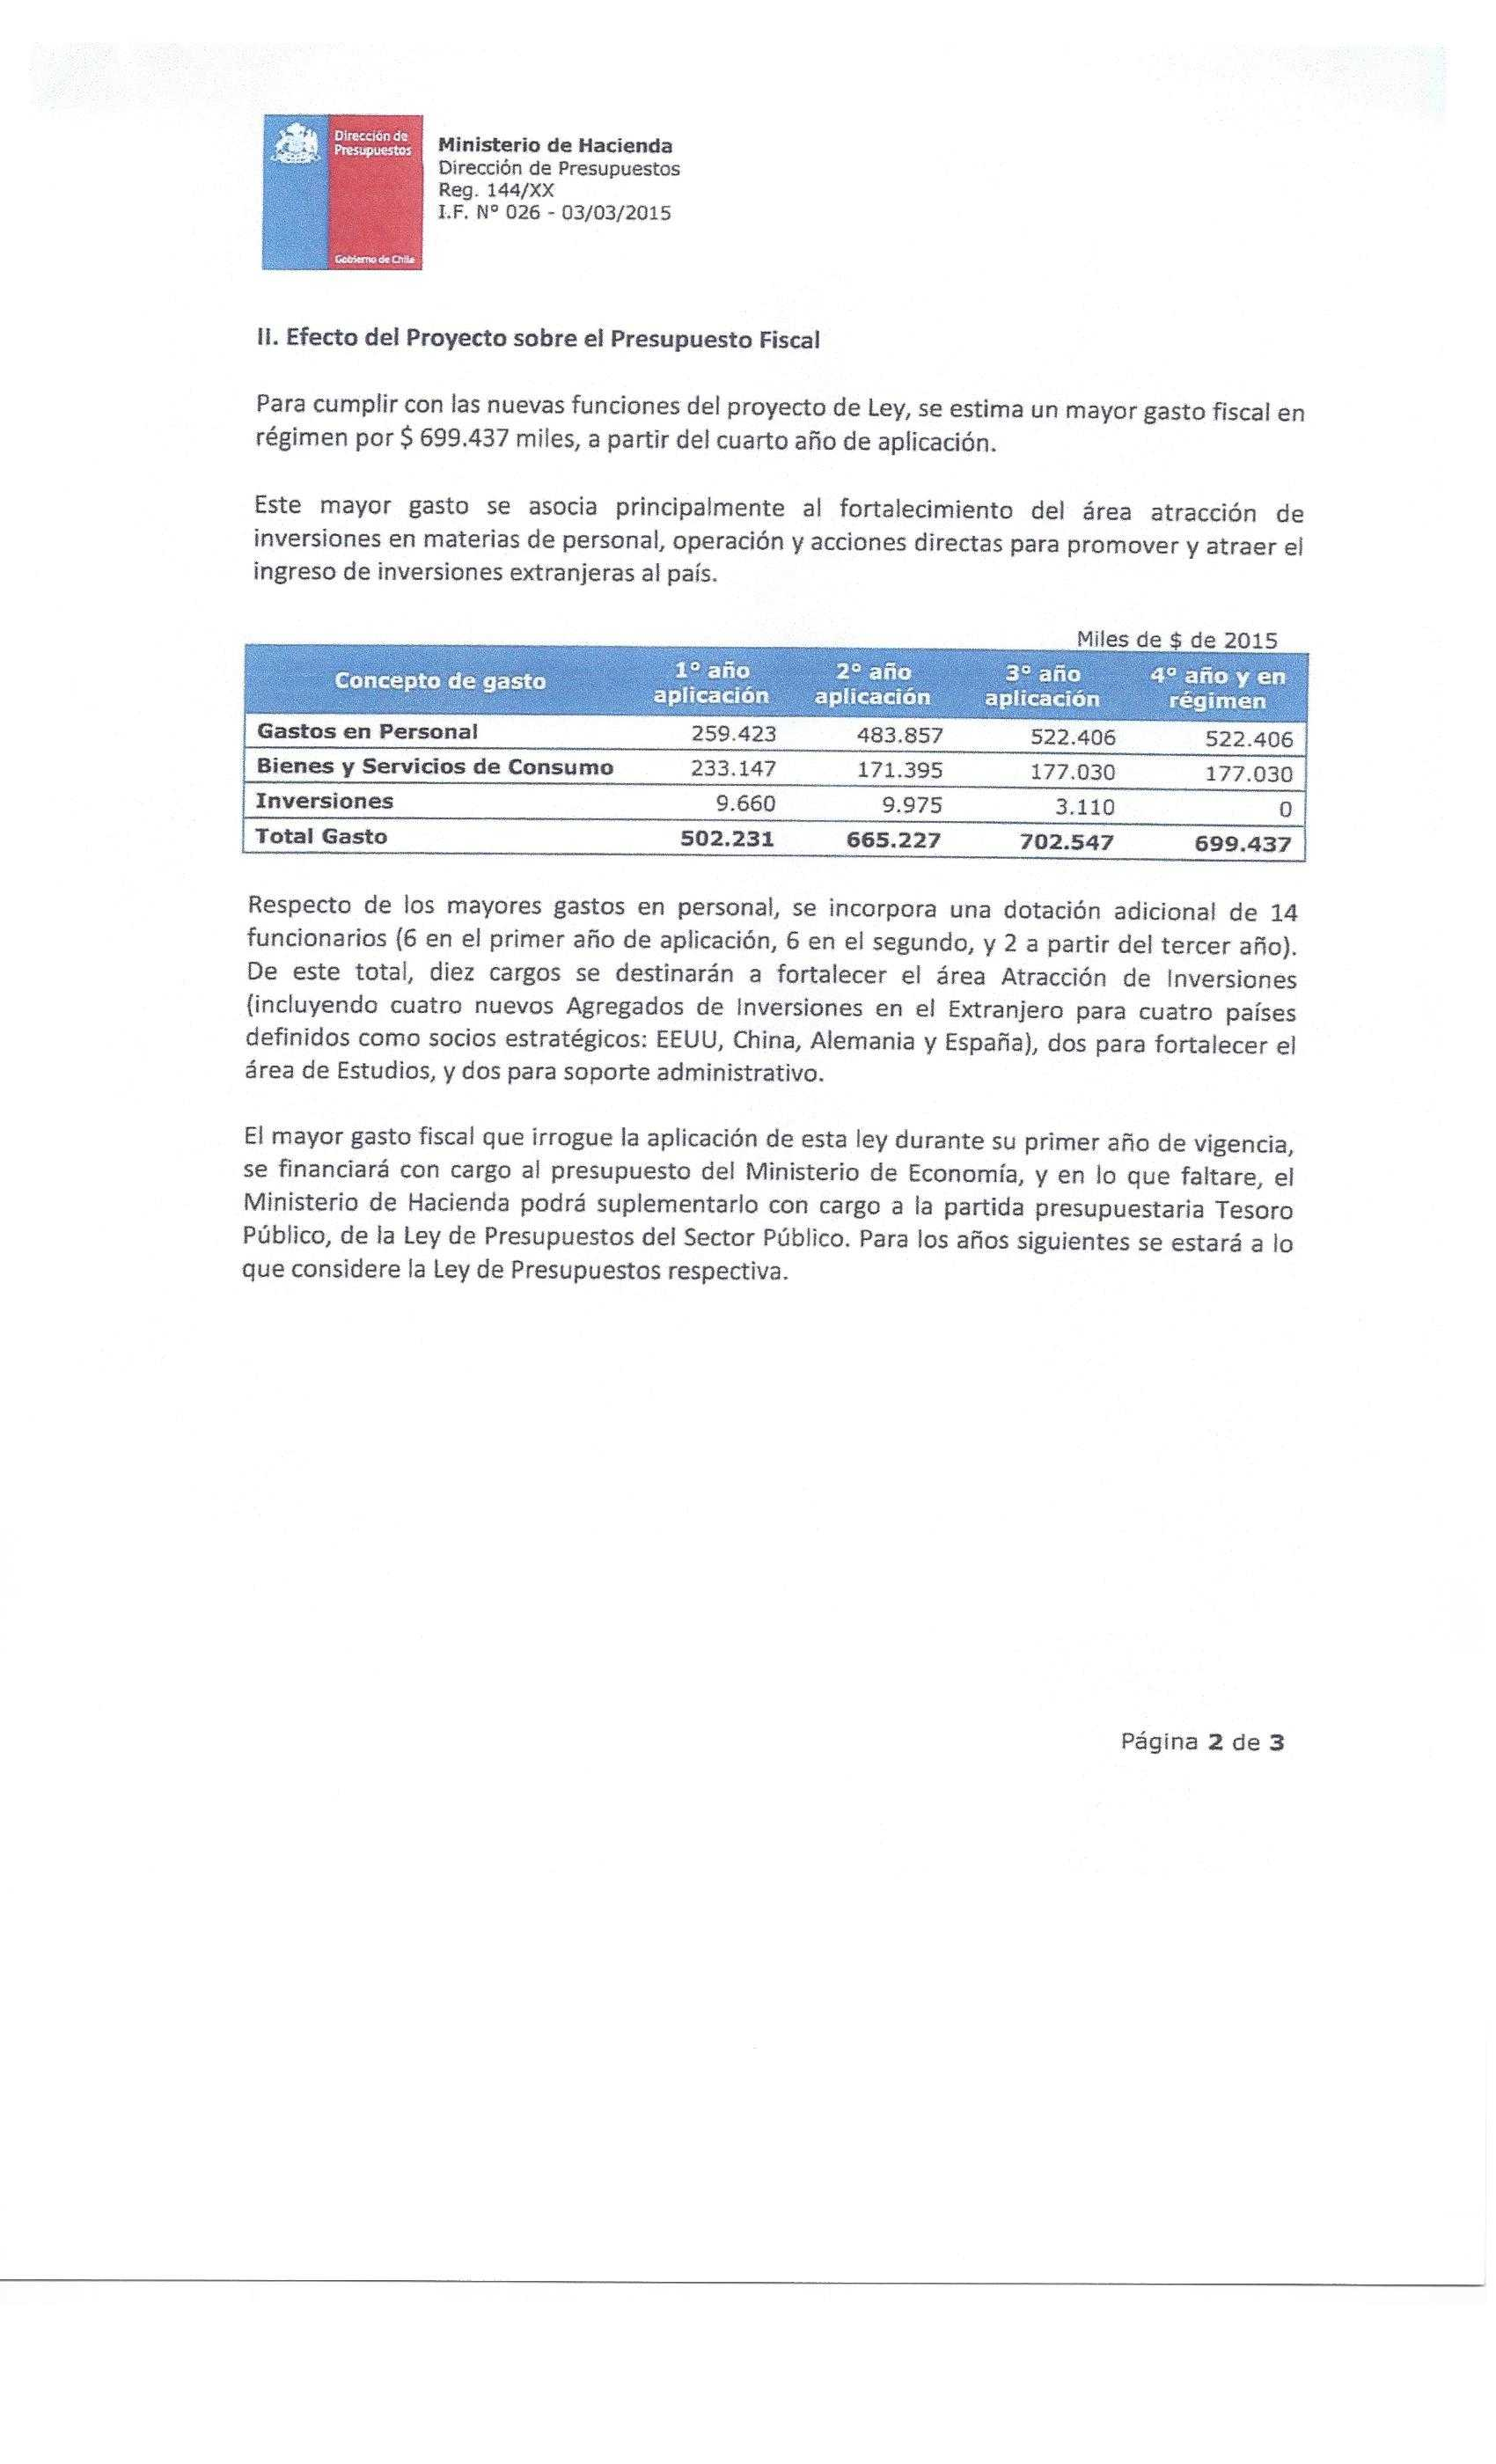 Dirección de
Presupuestos
Gobierno de Chile
Ministerio de Hacienda
Dirección de Presupuestos
Reg. 144/XX
I.F. Nº 026 - 03/03/2015
II. Efecto del Proyecto sobre el Presupuesto Fiscal
Para cumplir con las nuevas funciones del proyecto de Ley, se estima un mayor gasto fiscal en
régimen por $ 699.437 miles, a partir del cuarto año de aplicación.
Este mayor gasto se asocia principalmente al fortalecimiento del área atracción de
inversiones en materias de personal, operación y acciones directas para promover y atraer el
ingreso de inversiones extranjeras al país.
Miles de $ de 2015
Concepto de gasto 1º año aplicación 2º año aplicación 3º año aplicación 4º año y en régimen
Gastos en Personal 259.423 483.857 522.406 522.406
Bienes y Servicios de Consumo 233.147 171.395 177.030 177.030
Inversiones 9.660 9.975 3.110 0
Total Gasto 502.231 665.227 702.547 699.437
Respecto de los mayores gastos en personal, se incorpora una dotación adicional de 14
funcionarios (6 en el primer año de aplicación, 6 en el segundo, y 2 a partir del tercer año).
De este total, diez cargos se destinarán a fortalecer el área Atracción de Inversiones
(incluyendo cuatro nuevos Agregados de Inversiones en el Extranjero para cuatro países
definidos como socios estratégicos: EEUU, China, Alemania y España), dos para fortalecer el
área de Estudios, y dos para soporte administrativo.
El mayor gasto fiscal que irrogue la aplicación de esta ley durante su primer año de vigencia,
se financiará con cargo al presupuesto del Ministerio de Economía, y en lo que faltare, el
Ministerio de Hacienda podrá suplementarlo con cargo a la partida presupuestaria Tesoro
Público, de la Ley de Presupuestos del Sector Público. Para los años siguientes se estará a lo
que considere la Ley de Presupuestos respectiva.
Página 2 de 3